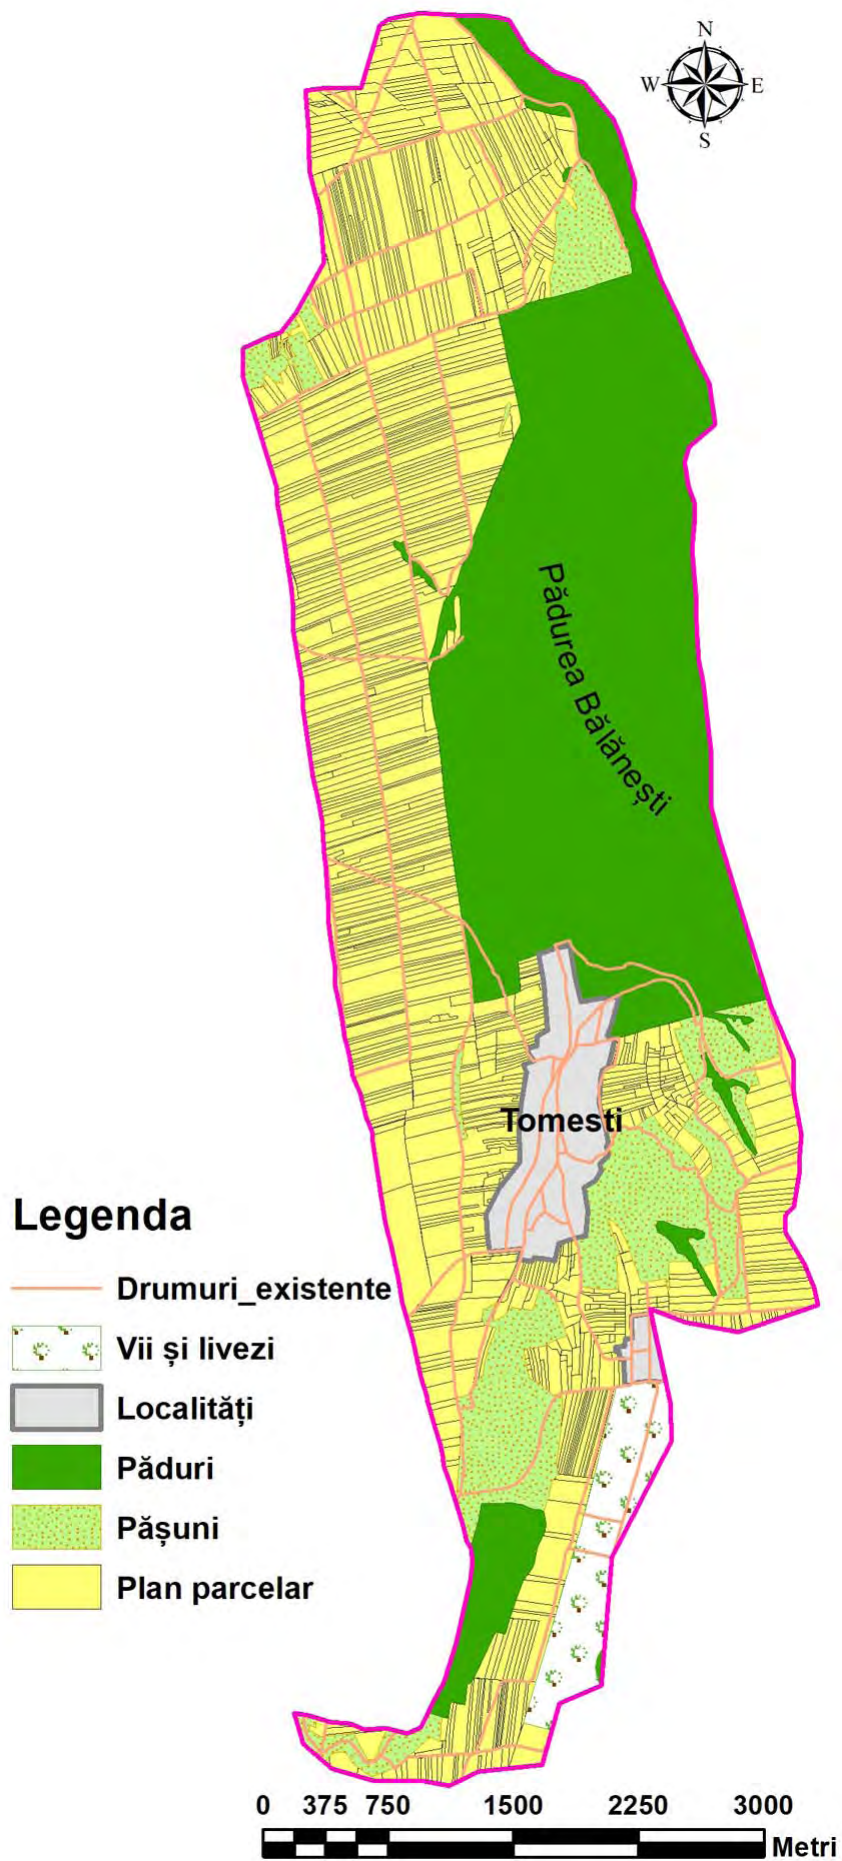 N
W E
S
Pădurea Bălănești
Tomesti
Legenda
Drumuri_existente
Vii și livezi
Localități
Păduri
Pășuni
Plan parcelar
0 375 750 1500 2250 3000
Metri